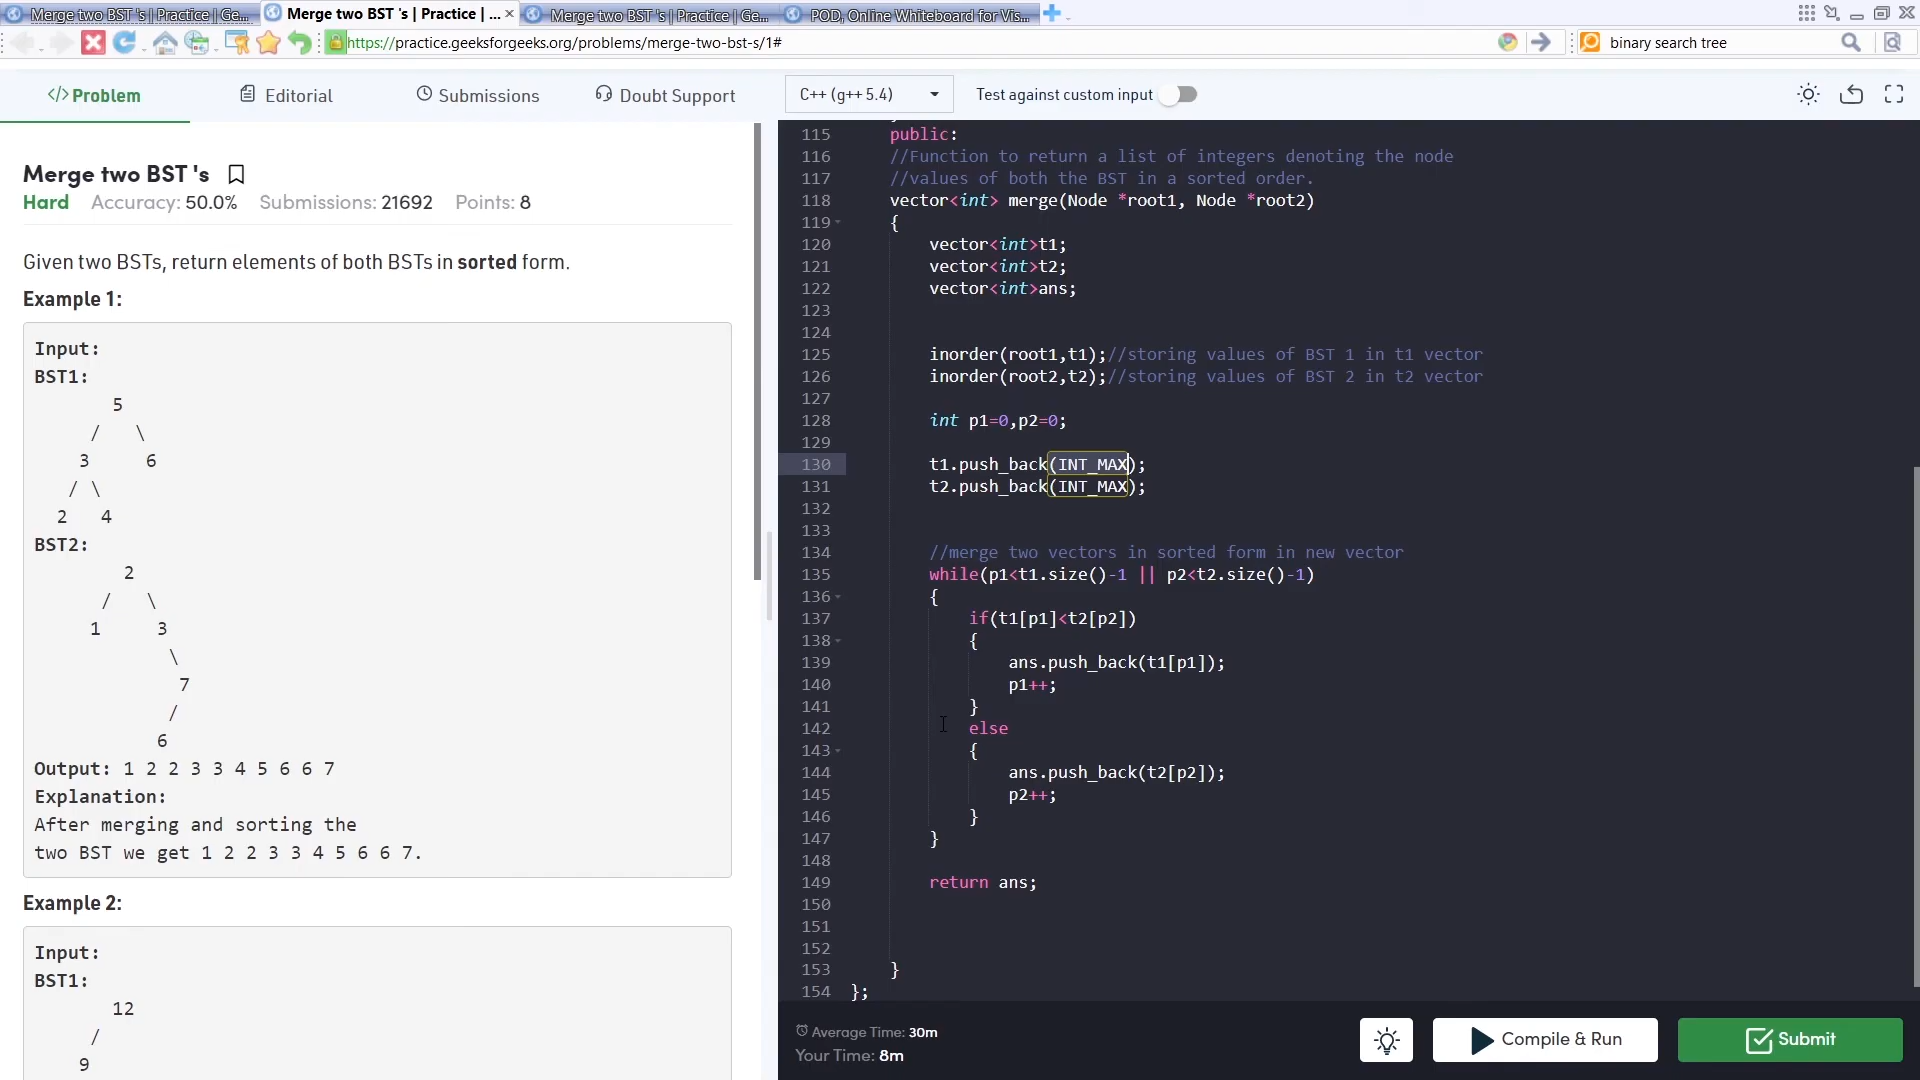 Merge two BST 's | Practice | Ge...
Merge two BST 's | Practice | ...
Merge two BST 's | Practice | Ge...
POD, Online Whiteboard for Vis...
https://practice.geeksforgeeks.org/problems/merge-two-bst-s/1#
binary search tree
</>Problem
Editorial
Submissions
Doubt Support
C++ (g++ 5.4)
Test against custom input
Merge two BST 's
Hard Accuracy: 50.0% Submissions: 21692 Points: 8
Given two BSTs, return elements of both BSTs in sorted form.
Example 1:
Input:
BST1:
5
/ \
3 6
/ \
2 4
BST2:
2
/ \
1 3
\
7
/
6
Output: 1 2 2 3 3 4 5 6 6 7
Explanation:
After merging and sorting the
two BST we get 1 2 2 3 3 4 5 6 6 7.
Example 2:
Input:
BST1:
12
/
9
115 public:
116 //Function to return a list of integers denoting the node
117 //values of both the BST in a sorted order.
118 vector<int> merge(Node *root1, Node *root2)
119 {
120 vector<int>t1;
121 vector<int>t2;
122 vector<int>ans;
123
124
125 inorder(root1,t1);//storing values of BST 1 in t1 vector
126 inorder(root2,t2);//storing values of BST 2 in t2 vector
127
128 int p1=0,p2=0;
129
130 t1.push_back(INT_MAX);
131 t2.push_back(INT_MAX);
132
133
134 //merge two vectors in sorted form in new vector
135 while(p1<t1.size()-1 || p2<t2.size()-1)
136 {
137 if(t1[p1]<t2[p2])
138 {
139 ans.push_back(t1[p1]);
140 p1++;
141 }
142 else
143 {
144 ans.push_back(t2[p2]);
145 p2++;
146 }
147 }
148
149 return ans;
150
151
152
153 }
154 };
Average Time: 30m
Your Time: 8m
Compile & Run
Submit